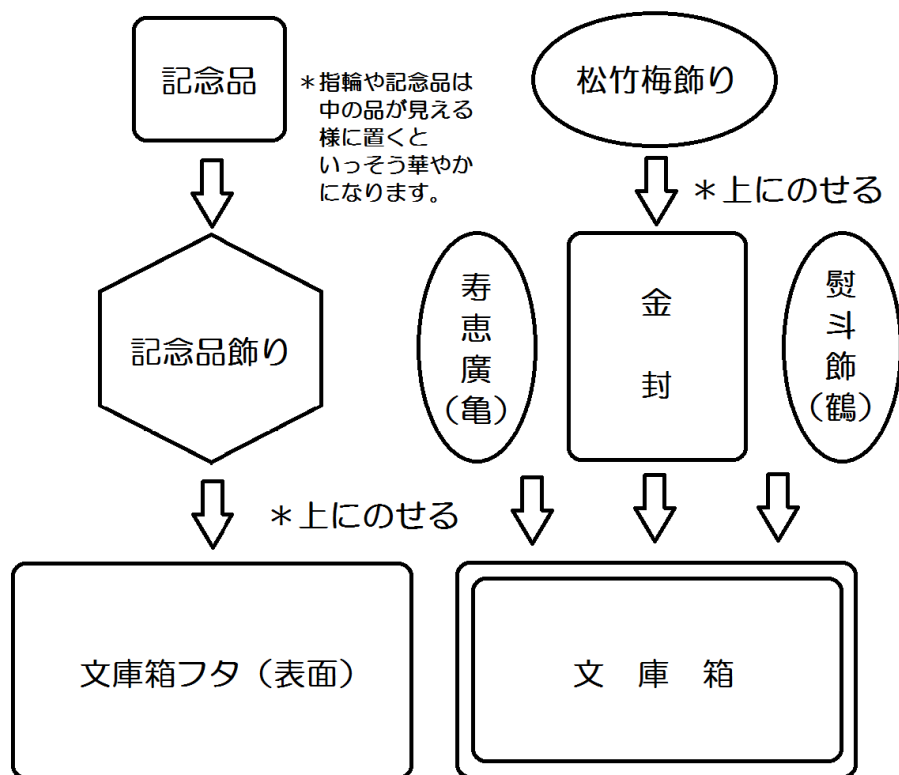 記念品
＊指輪や記念品は
中の品が見える
様に置くと
いっそう華やか
になります。
松竹梅飾り
＊上にのせる
記念品飾り
寿恵廣（亀）
金封
熨斗飾（鶴）
＊上にのせる
文庫箱フタ（表面）
文庫箱